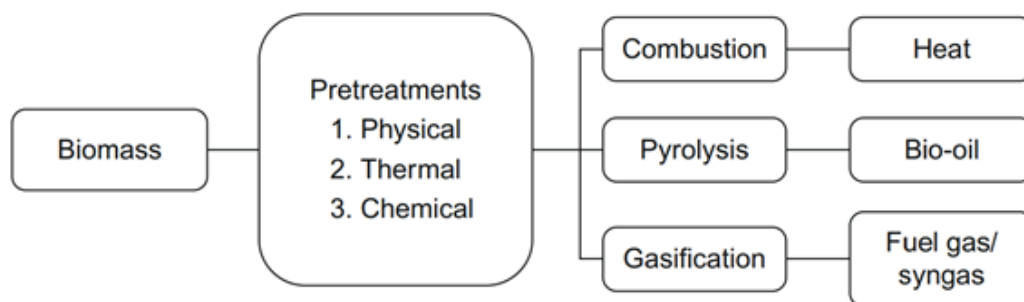 Biomass
Pretreatments
1. Physical
2. Thermal
3. Chemical
Combustion
Heat
Pyrolysis
Bio-oil
Gasification
Fuel gas/
syngas